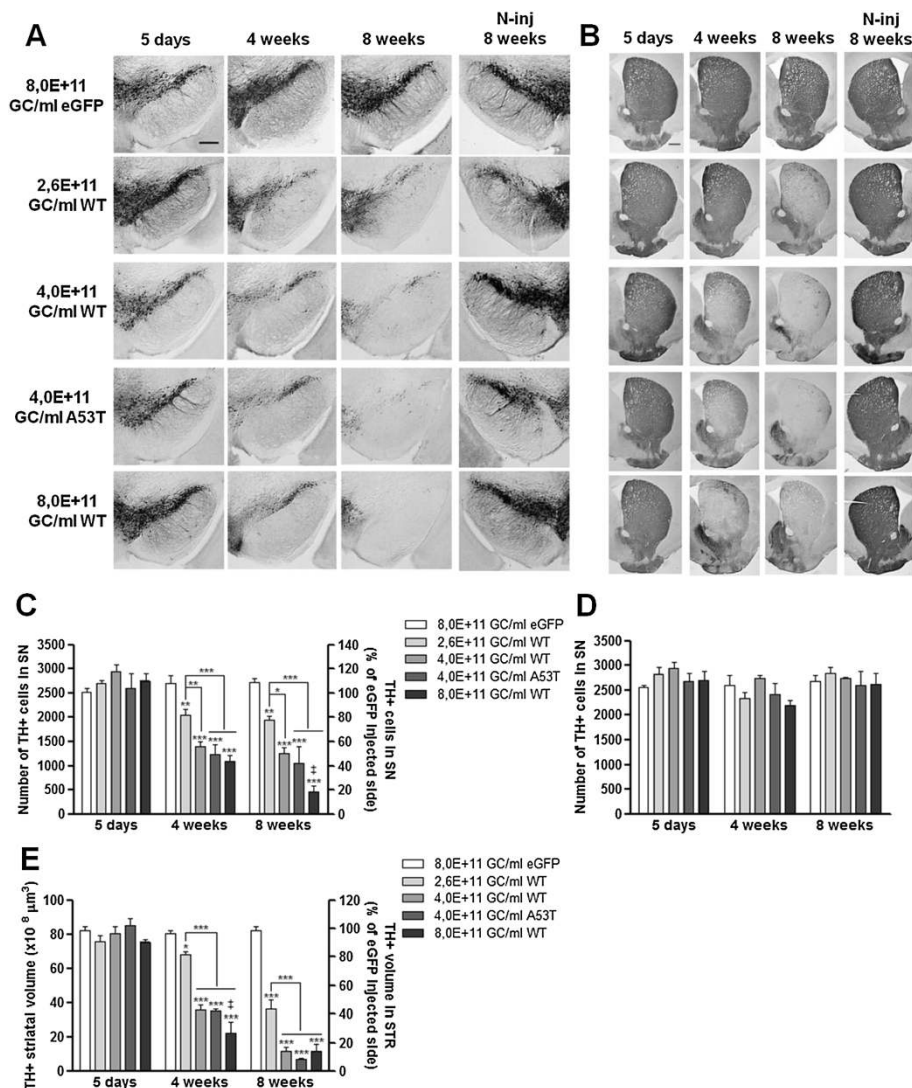 A
5 days
4 weeks
8 weeks
N-inj
8 weeks
8,0E+11
GC/ml eGFP
2,6E+11
GC/ml WT
4,0E+11
GC/ml WT
4,0E+11
GC/ml A53T
8,0E+11
GC/ml WT
B
5 days
4 weeks
8 weeks
N-inj
8 weeks
C
Number of TH+ cells in SN
3500
3000
2500
2000
1500
1000
500
0
5 days
4 weeks
8 weeks
**
***
***
***
**
***
**
***
***
‡
***
*
***
140
120
100
80
60
40
20
0
TH+ cells in SN
(% of eGFP Injected side)
8,0E+11 GC/ml eGFP
2,6E+11 GC/ml WT
4,0E+11 GC/ml WT
4,0E+11 GC/ml A53T
8,0E+11 GC/ml WT
D
Number of TH+ cells in SN
3500
3000
2500
2000
1500
1000
500
0
5 days
4 weeks
8 weeks
E
TH+ striatal volume (x10⁸ µm³)
100
80
60
40
20
0
5 days
4 weeks
8 weeks
*
***
***
***
‡
***
***
***
***
***
***
120
100
80
60
40
20
0
TH+ volume in STR
(% of eGFP Injected side)
8,0E+11 GC/ml eGFP
2,6E+11 GC/ml WT
4,0E+11 GC/ml WT
4,0E+11 GC/ml A53T
8,0E+11 GC/ml WT